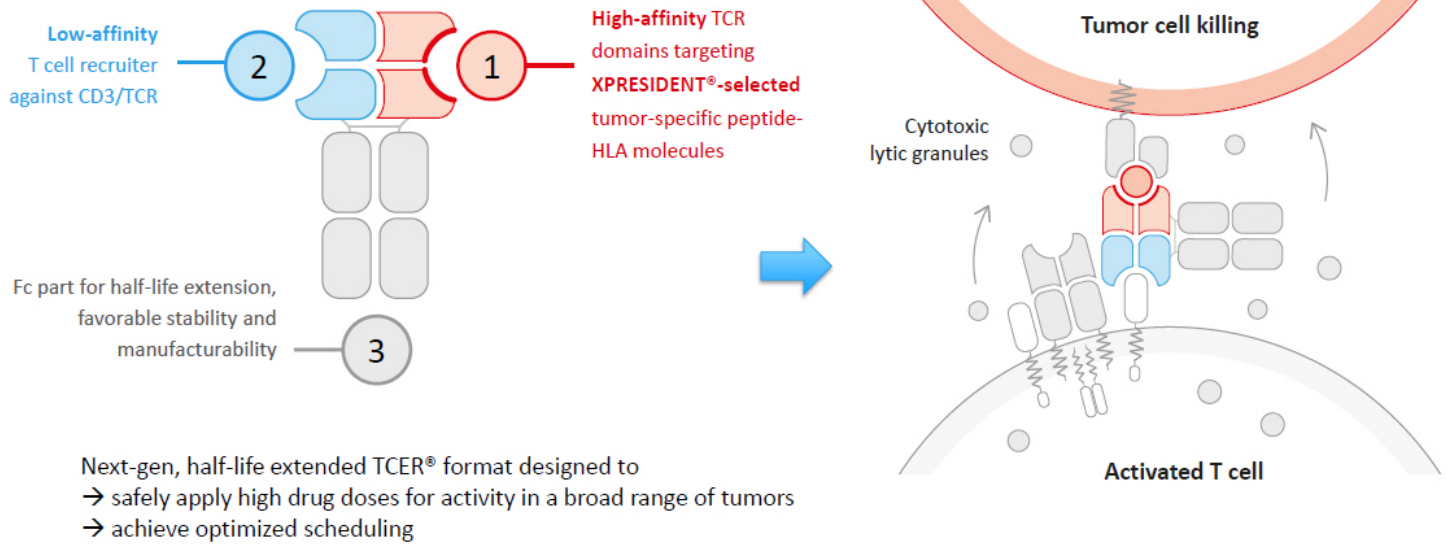 Low-affinity
T cell recruiter
against CD3/TCR
2
1
High-affinity TCR
domains targeting
XPRESIDENT®-selected
tumor-specific peptide-
HLA molecules
Fc part for half-life extension,
favorable stability and
manufacturability
3
Next-gen, half-life extended TCER® format designed to
→ safely apply high drug doses for activity in a broad range of tumors
→ achieve optimized scheduling
Tumor cell killing
Cytotoxic
lytic granules
Activated T cell